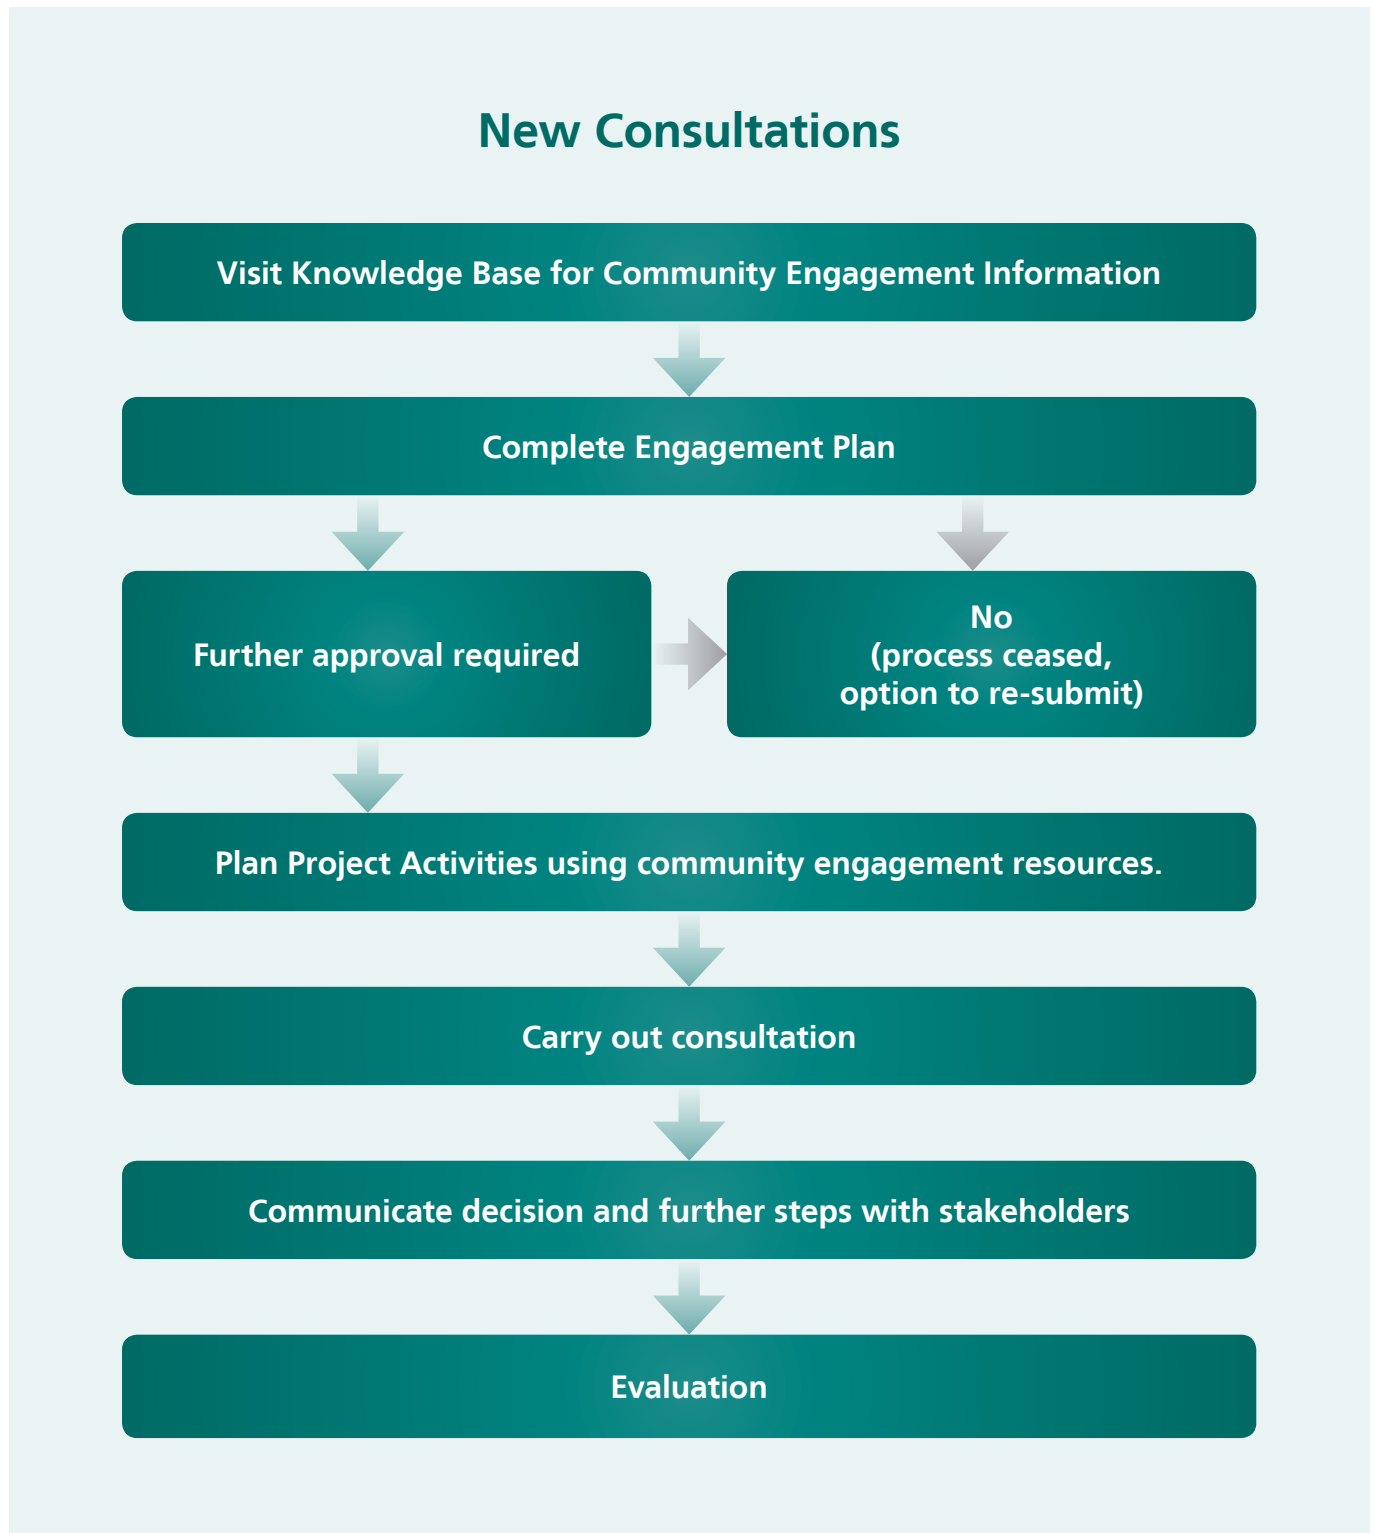 New Consultations
Visit Knowledge Base for Community Engagement Information
Complete Engagement Plan
Further approval required
No
(process ceased,
option to re-submit)
Plan Project Activities using community engagement resources.
Carry out consultation
Communicate decision and further steps with stakeholders
Evaluation